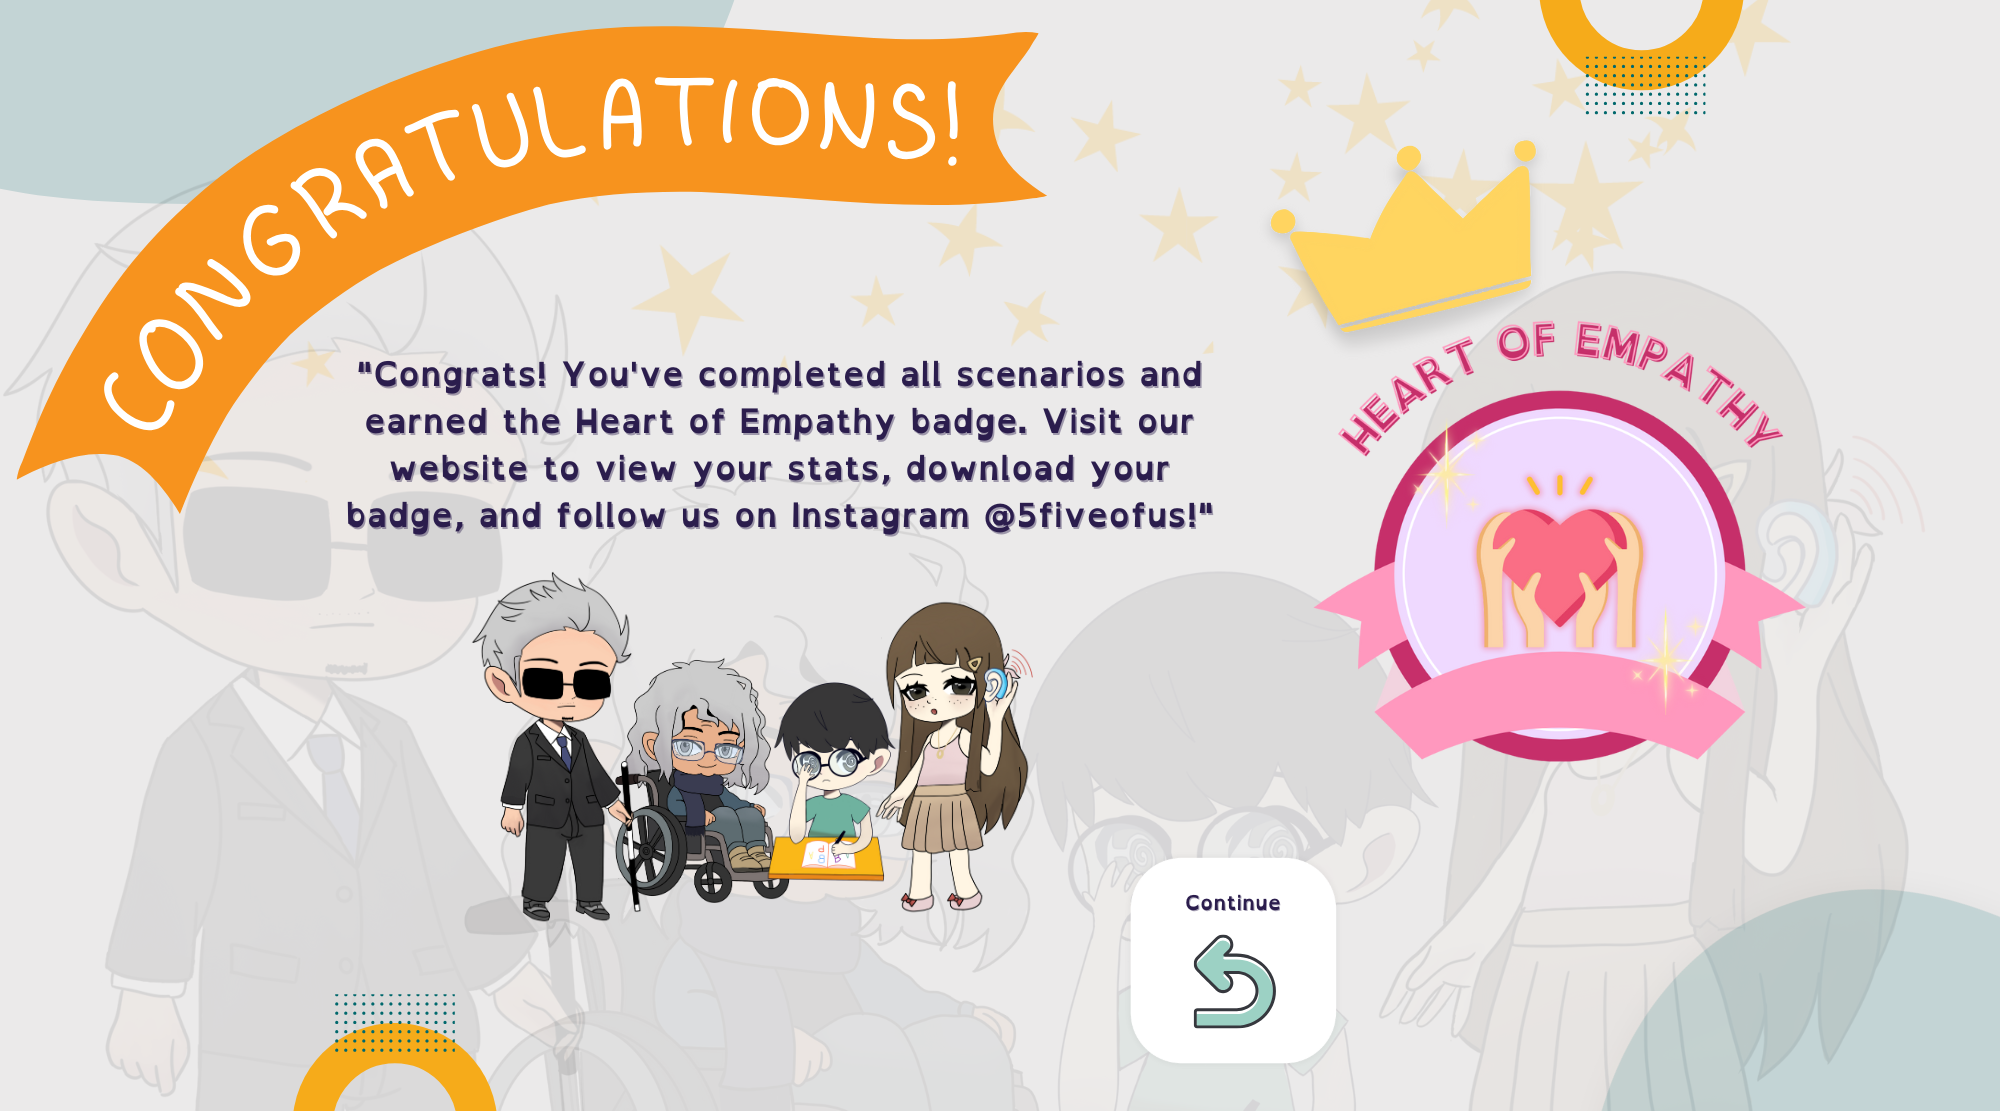 CONGRATULATIONS!
"Congrats! You've completed all scenarios and
earned the Heart of Empathy badge. Visit our
website to view your stats, download your
badge, and follow us on Instagram @5fiveofus!"
HEART OF EMPATHY
Continue